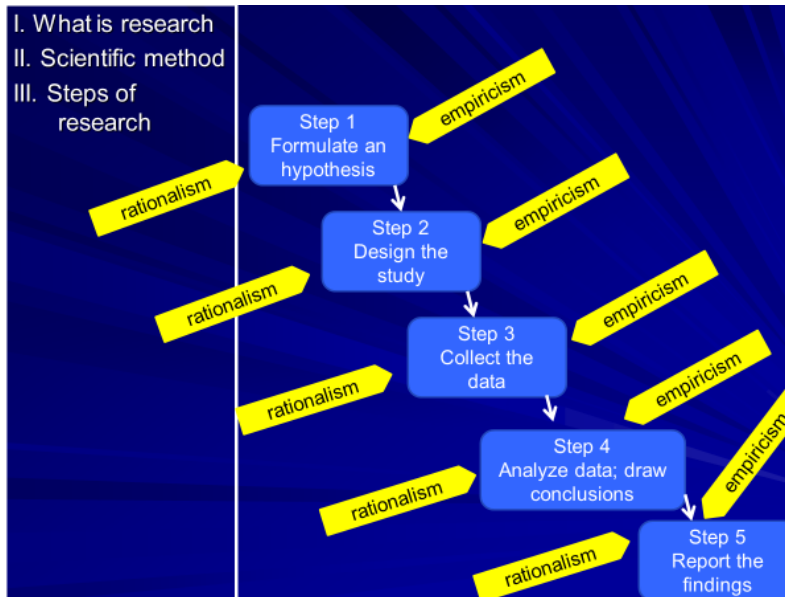 I. What is research
II. Scientific method
III. Steps of
research
empiricism
Step 1
Formulate an
hypothesis
rationalism
empiricism
Step 2
Design the
study
rationalism
empiricism
Step 3
Collect the
data
rationalism
empiricism
Step 4
Analyze data; draw
conclusions
rationalism
empiricism
Step 5
Report the
findings
rationalism